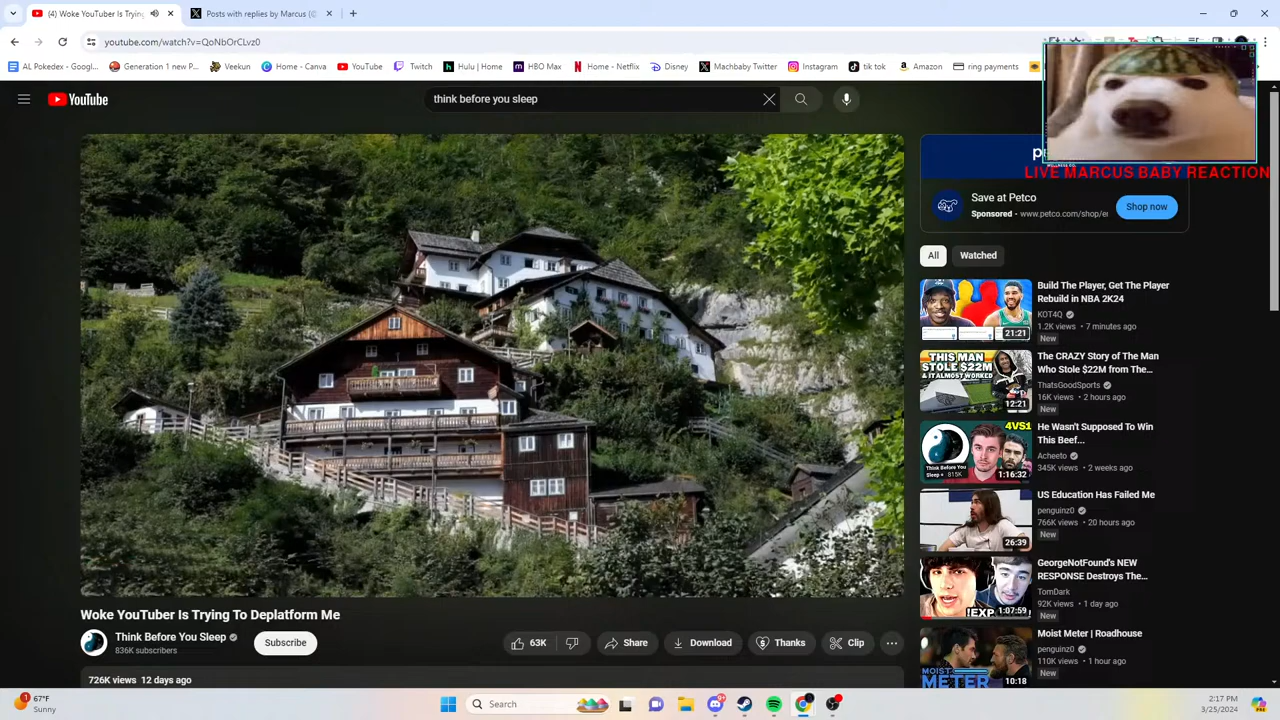 (4) Woke YouTuber Is Trying
Posts with replies by Marcus (@
youtube.com/watch?v=QoNbOrCLvz0
AL Pokedex - Googl...
Generation 1 new P...
Veekun
Home - Canva
YouTube
Twitch
Hulu | Home
HBO Max
Home - Netflix
Disney
Machbaby Twitter
Instagram
tik tok
Amazon
ring payments
YouTube
think before you sleep
LIVE MARCUS BABY REACTION
Save at Petco
Sponsored · www.petco.com/shop/e
Shop now
All
Watched
Build The Player, Get The Player
Rebuild in NBA 2K24
KOT4Q
1.2K views • 7 minutes ago
New
21:21
THIS MAN
STOLE $22M
& IT ALMOST WORKED
12:21
The CRAZY Story of The Man
Who Stole $22M from The...
ThatsGoodSports
16K views • 2 hours ago
New
4VS1
Think Before You
Sleep • 815K
1:16:32
He Wasn't Supposed To Win
This Beef...
Acheeto
345K views • 2 weeks ago
26:39
US Education Has Failed Me
penguinz0
766K views • 20 hours ago
New
1:07:59
GeorgeNotFound's NEW
RESPONSE Destroys The...
TomDark
92K views • 1 day ago
New
MOIST
METER
10:18
Moist Meter | Roadhouse
penguinz0
110K views • 1 hour ago
New
Woke YouTuber Is Trying To Deplatform Me
Think Before You Sleep
836K subscribers
Subscribe
63K
Share
Download
Thanks
Clip
726K views 12 days ago
67°F
Sunny
Search
2:17 PM
3/25/2024